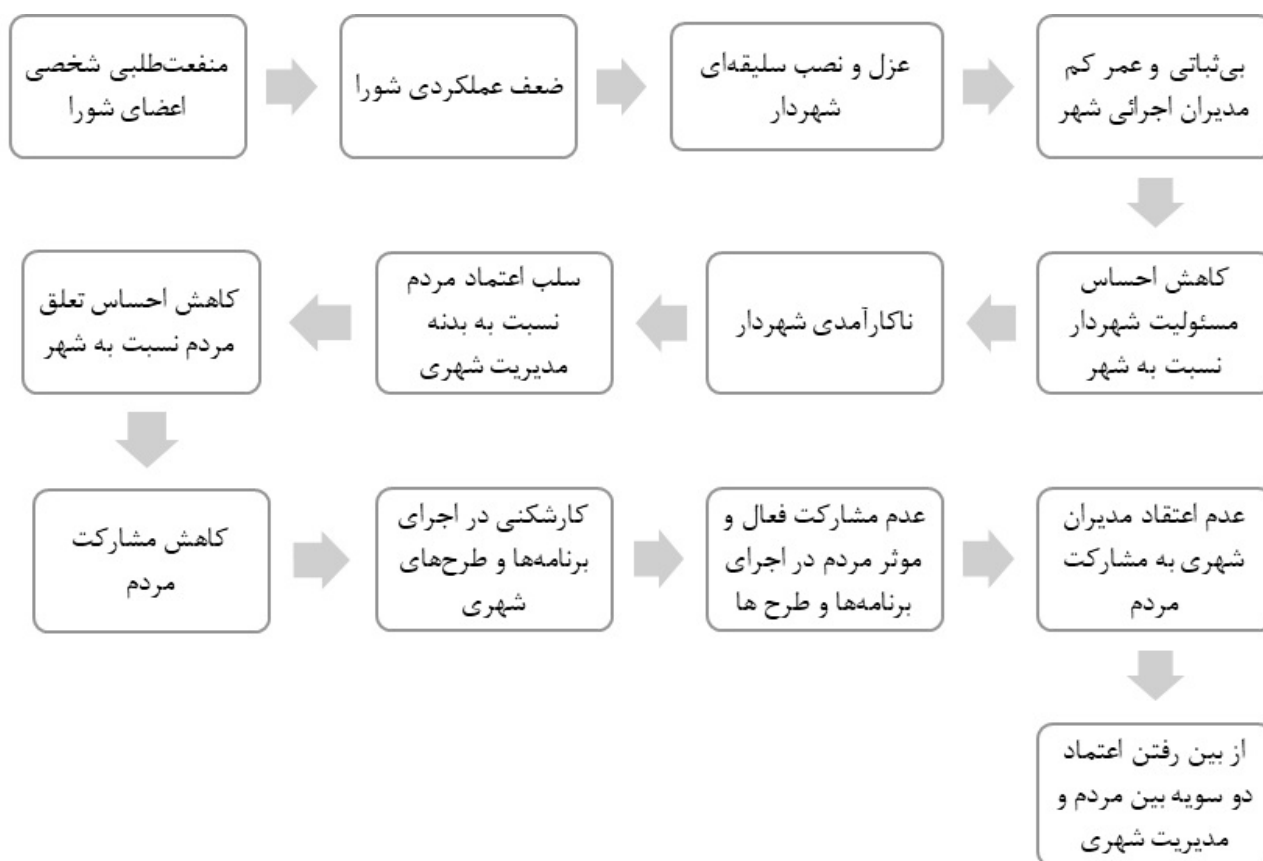 منفعت‌طلبی شخصی
اعضای شورا
ضعف عملکردی شورا
عزل و نصب سلیقه‌ای
شهردار
بی‌ثباتی و عمر کم
مدیران اجرائی شهر
کاهش احساس
مسئولیت شهردار
نسبت به شهر
ناکارآمدی شهردار
سلب اعتماد مردم
نسبت به بدنه
مدیریت شهری
کاهش احساس تعلق
مردم نسبت به شهر
کاهش مشارکت
مردم
کارشکنی در اجرای
برنامه‌ها و طرح‌های
شهری
عدم مشارکت فعال و
موثر مردم در اجرای
برنامه‌ها و طرح ها
عدم اعتقاد مدیران
شهری به مشارکت
مردم
از بین رفتن اعتماد
دو سویه بین مردم و
مدیریت شهری